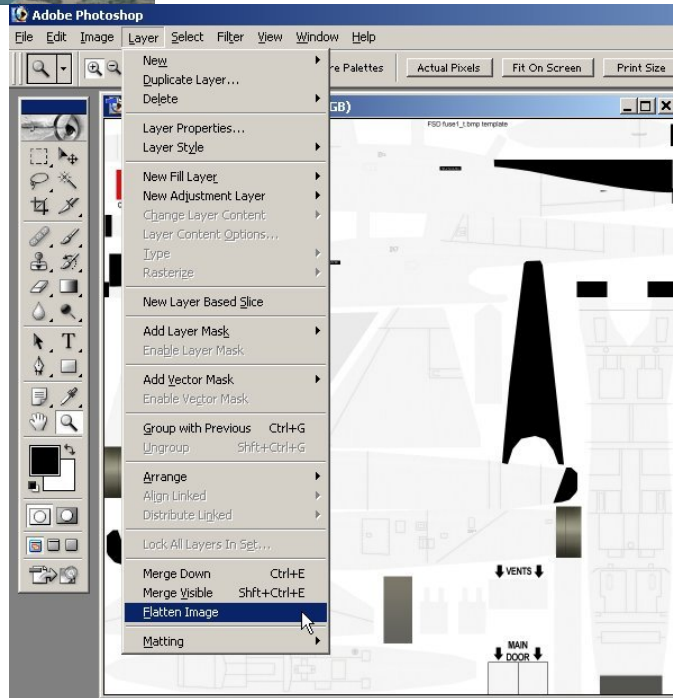 Adobe Photoshop
File Edit Image Layer Select Filter View Window Help
re Palettes Actual Pixels Fit On Screen Print Size
New
Duplicate Layer...
Delete
Layer Properties...
Layer Style
New Fill Layer
New Adjustment Layer
Change Layer Content
Layer Content Options...
Type
Rasterize
New Layer Based Slice
Add Layer Mask
Enable Layer Mask
Add Vector Mask
Enable Vector Mask
Group with Previous Ctrl+G
Ungroup Shft+Ctrl+G
Arrange
Align Linked
Distribute Linked
Lock All Layers In Set...
Merge Down Ctrl+E
Merge Visible Shft+Ctrl+E
Flatten Image
Matting
GB)
FSD fuse1_t.bmp template
VENTS
MAIN
DOOR